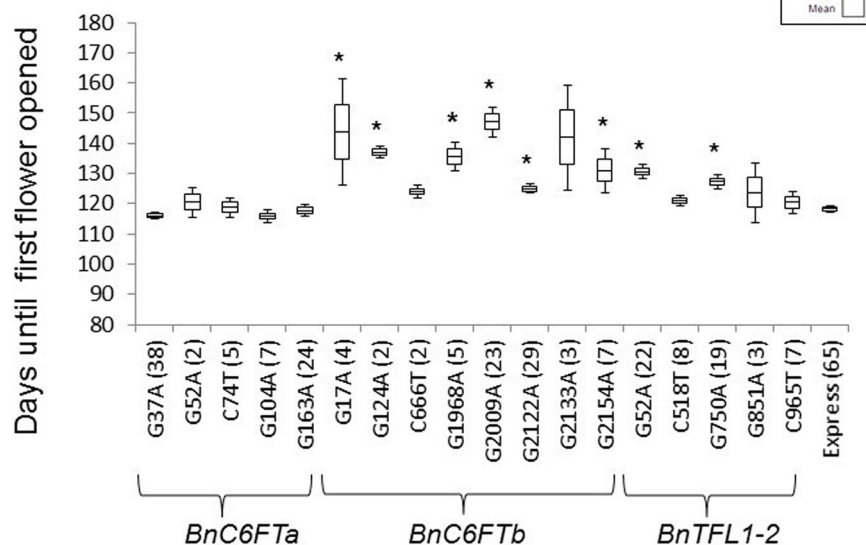 Mean
Days until first flower opened
180
170
160
150
140
130
120
110
100
90
80
*
*
*
*
*
*
*
*
G37A (38)
G52A (2)
C74T (5)
G104A (7)
G163A (24)
G17A (4)
G124A (2)
C666T (2)
G1968A (5)
G2009A (23)
G2122A (29)
G2133A (3)
G2154A (7)
G52A (22)
C518T (8)
G750A (19)
G851A (3)
C965T (7)
Express (65)
BnC6FTa
BnC6FTb
BnTFL1-2